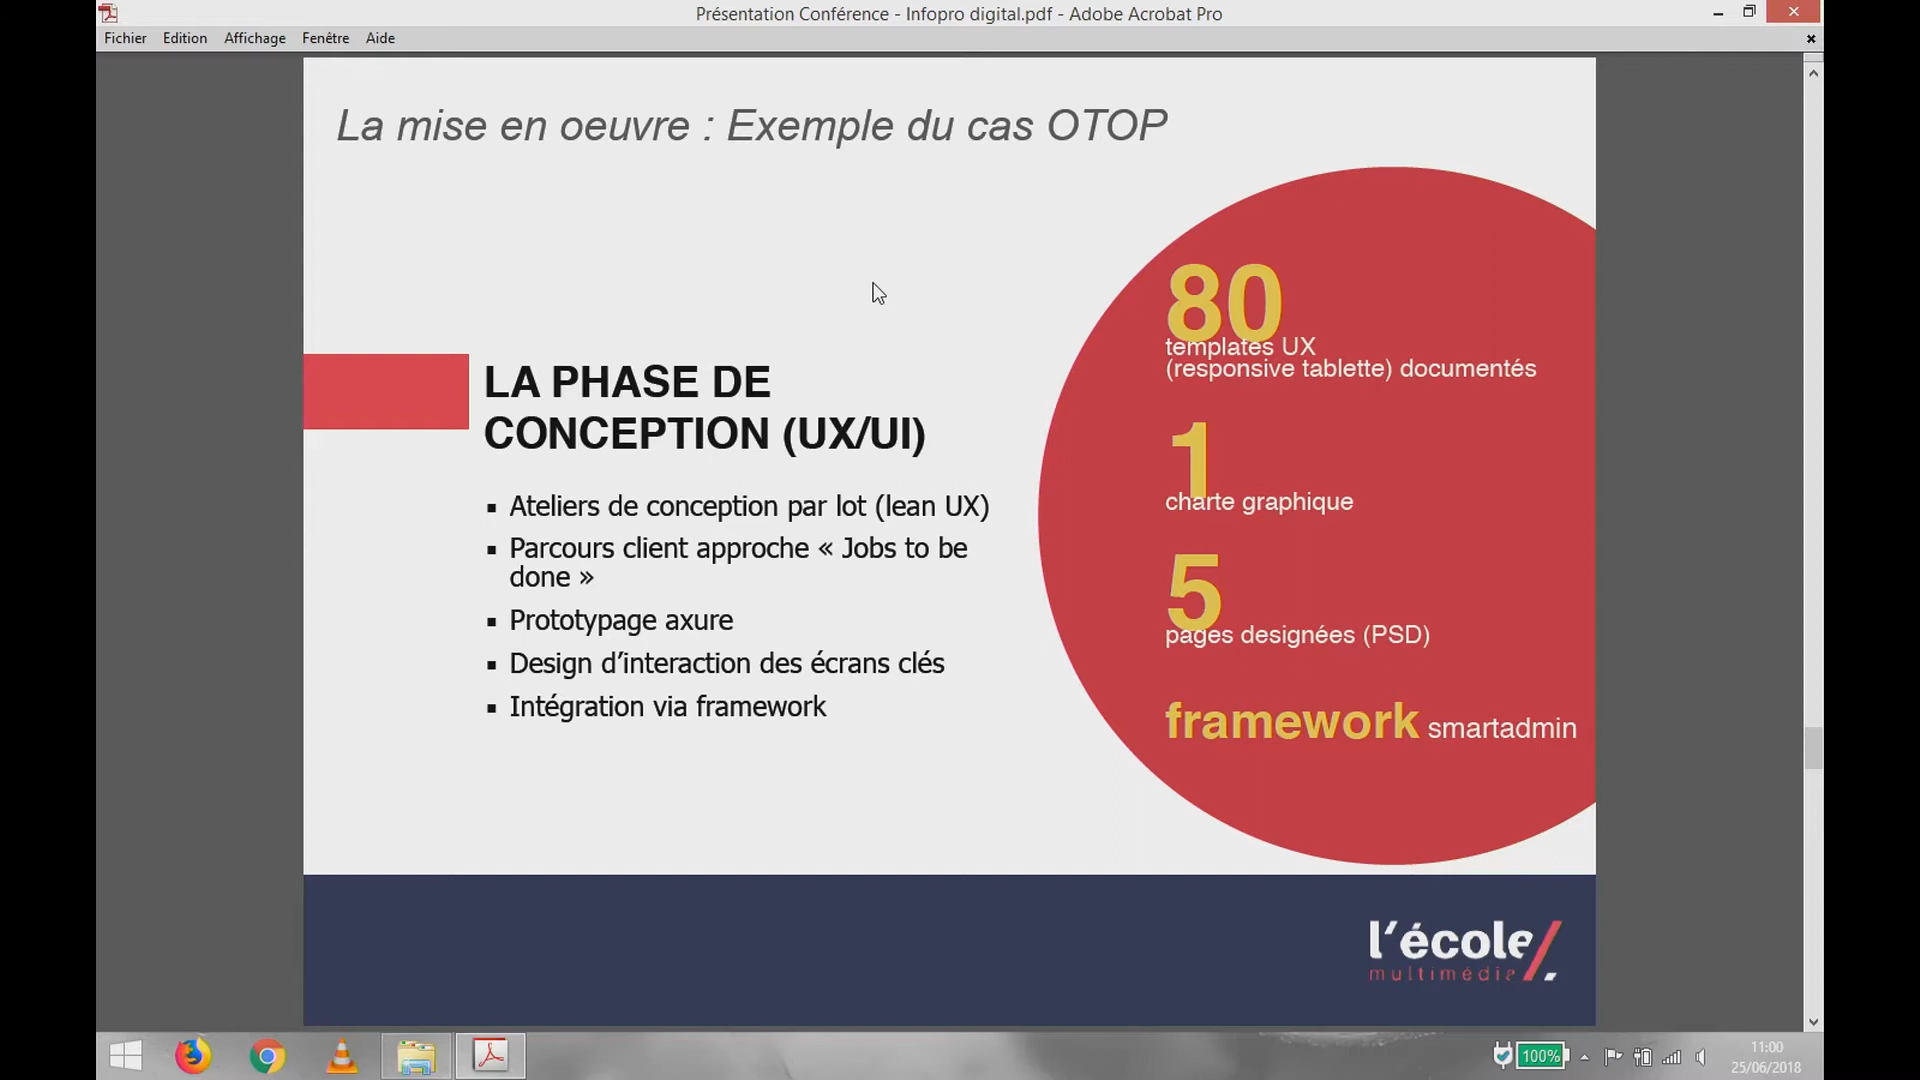 Présentation Conférence - Infopro digital.pdf - Adobe Acrobat Pro
Fichier Edition Affichage Fenêtre Aide
La mise en oeuvre : Exemple du cas OTOP
LA PHASE DE
CONCEPTION (UX/UI)
▪ Ateliers de conception par lot (lean UX)
▪ Parcours client approche « Jobs to be
done »
▪ Prototypage axure
▪ Design d’interaction des écrans clés
▪ Intégration via framework
80
templates UX
(responsive tablette) documentés
1
charte graphique
5
pages designées (PSD)
framework smartadmin
l’école
multimédia
100%
11:00
25/06/2018